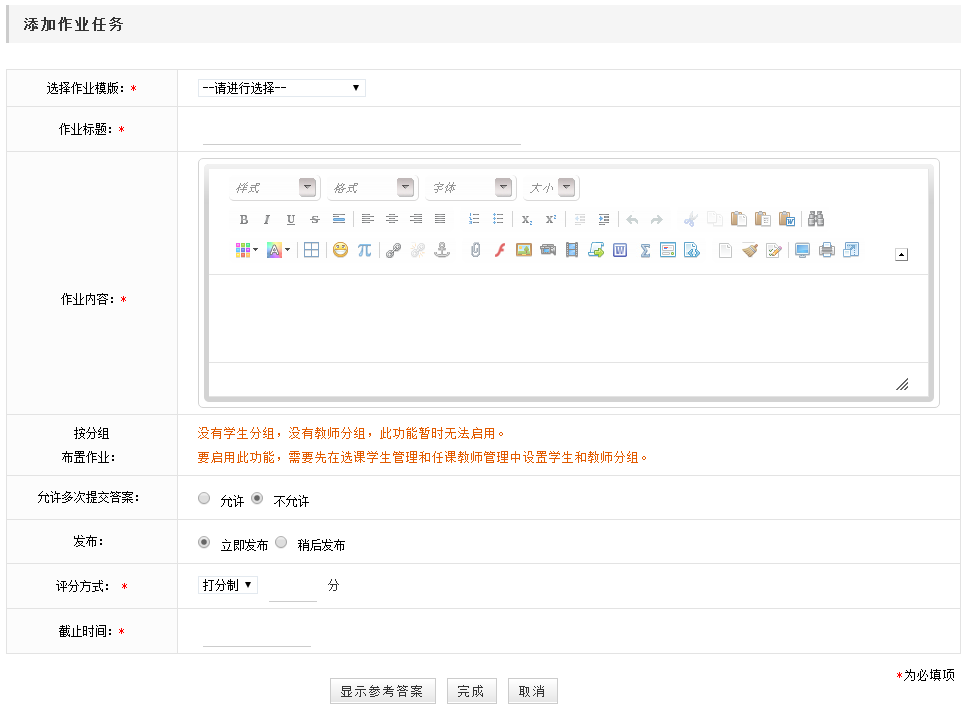 添加作业任务
选择作业模版：* --请进行选择--
作业标题：*
样式 格式 字体 大小
B I U S X₂ X²
作业内容：*
按分组
布置作业：
没有学生分组，没有教师分组，此功能暂时无法启用。
要启用此功能，需要先在选课学生管理和任课教师管理中设置学生和教师分组。
允许多次提交答案： 允许 不允许
发布： 立即发布 稍后发布
评分方式： * 打分制 分
截止时间：*
*为必填项
显示参考答案 完成 取消